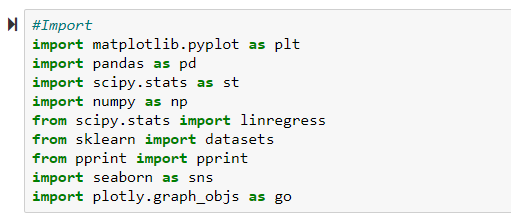 #Import
import matplotlib.pyplot as plt
import pandas as pd
import scipy.stats as st
import numpy as np
from scipy.stats import linregress
from sklearn import datasets
from pprint import pprint
import seaborn as sns
import plotly.graph_objs as go